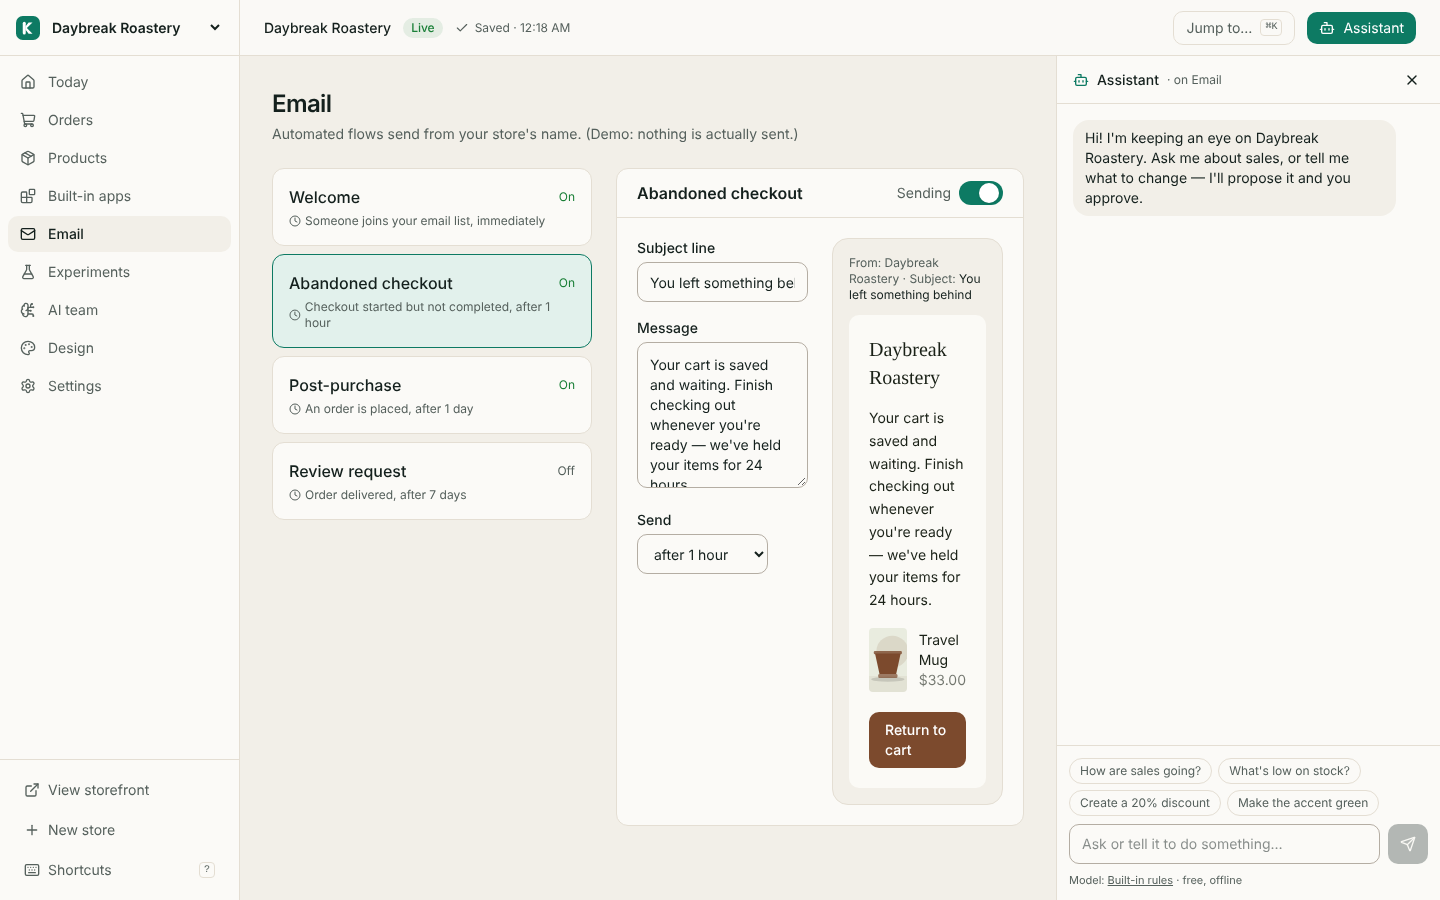 Daybreak Roastery
Daybreak Roastery
Live
Saved · 12:18 AM
Jump to...
⌘K
Assistant
Today
Orders
Products
Built-in apps
Email
Experiments
AI team
Design
Settings
View storefront
New store
Shortcuts
?
Email
Automated flows send from your store's name. (Demo: nothing is actually sent.)
Welcome
On
Someone joins your email list, immediately
Abandoned checkout
On
Checkout started but not completed, after 1
hour
Post-purchase
On
An order is placed, after 1 day
Review request
Off
Order delivered, after 7 days
Abandoned checkout
Sending
Subject line
You left something be
Message
Your cart is saved
and waiting. Finish
checking out
whenever you're
ready — we've held
your items for 24
hours.
Send
after 1 hour
From: Daybreak
Roastery · Subject: You
left something behind
Daybreak
Roastery
Your cart is
saved and
waiting. Finish
checking out
whenever
you're ready
— we've held
your items for
24 hours.
Travel
Mug
$33.00
Return to
cart
Assistant
· on Email
Hi! I'm keeping an eye on Daybreak
Roastery. Ask me about sales, or tell me
what to change — I'll propose it and you
approve.
How are sales going?
What's low on stock?
Create a 20% discount
Make the accent green
Ask or tell it to do something...
Model: Built-in rules · free, offline